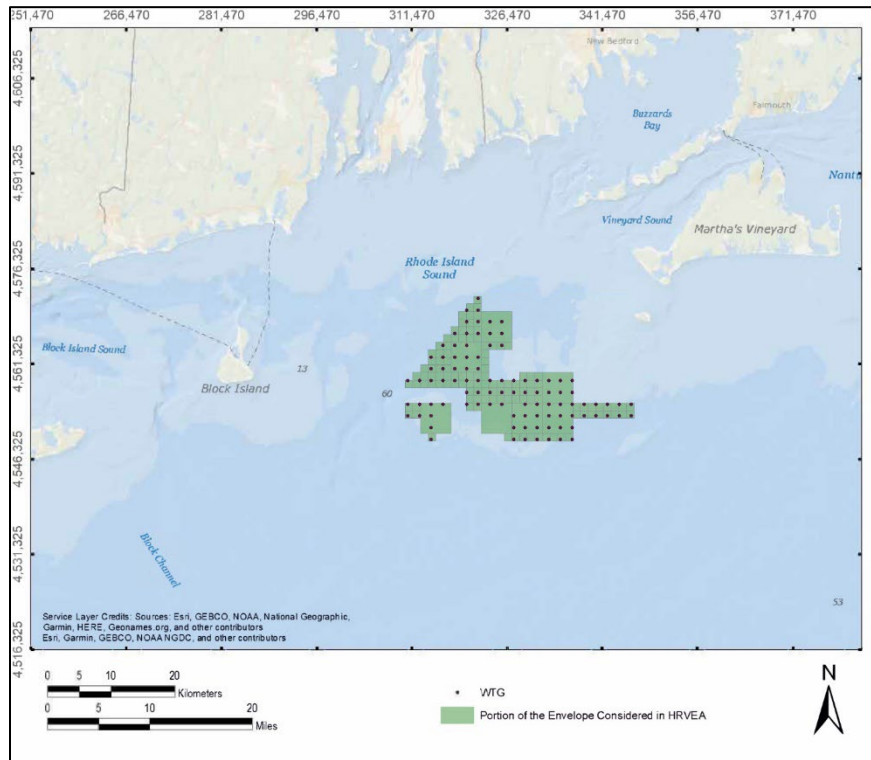 251,470 266,470 281,470 296,470 311,470 326,470 341,470 356,470 371,470
4,606,325
4,591,325
4,576,325
4,561,325
4,546,325
4,531,325
4,516,325
New Bedford
Buzzards
Bay
Falmouth
Nantu
Vineyard Sound
Martha's Vineyard
Rhode Island
Sound
Block Island Sound
Block Island
13
60
Block Channel
53
Service Layer Credits: Sources: Esri, GEBCO, NOAA, National Geographic,
Garmin, HERE, Geonames.org, and other contributors
Esri, Garmin, GEBCO, NOAA NGDC, and other contributors
0 5 10 20
Kilometers
0 5 10 20
Miles
WTG
Portion of the Envelope Considered in HRVEA
N